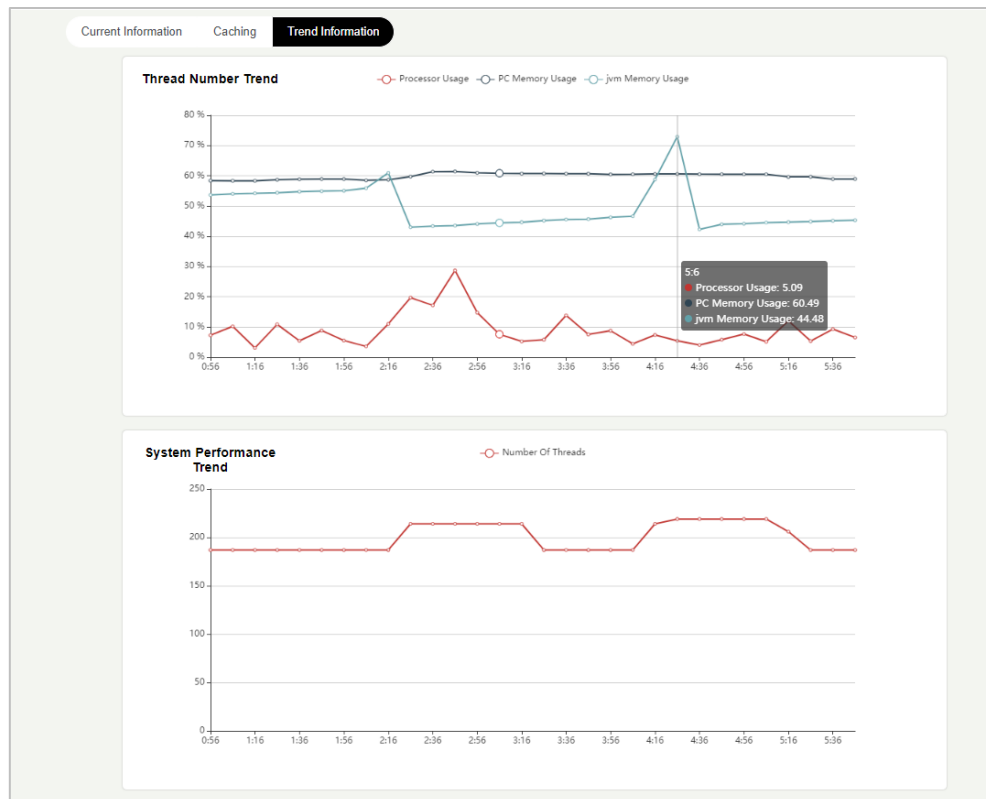 Current Information Caching Trend Information
Thread Number Trend
Processor Usage PC Memory Usage jvm Memory Usage
80 %
70 %
60 %
50 %
40 %
30 %
20 %
10 %
0 %
5:6
Processor Usage: 5.09
PC Memory Usage: 60.49
jvm Memory Usage: 44.48
0:56 1:16 1:36 1:56 2:16 2:36 2:56 3:16 3:36 3:56 4:16 4:36 4:56 5:16 5:36
System Performance
Trend
Number Of Threads
250
200
150
100
50
0
0:56 1:16 1:36 1:56 2:16 2:36 2:56 3:16 3:36 3:56 4:16 4:36 4:56 5:16 5:36